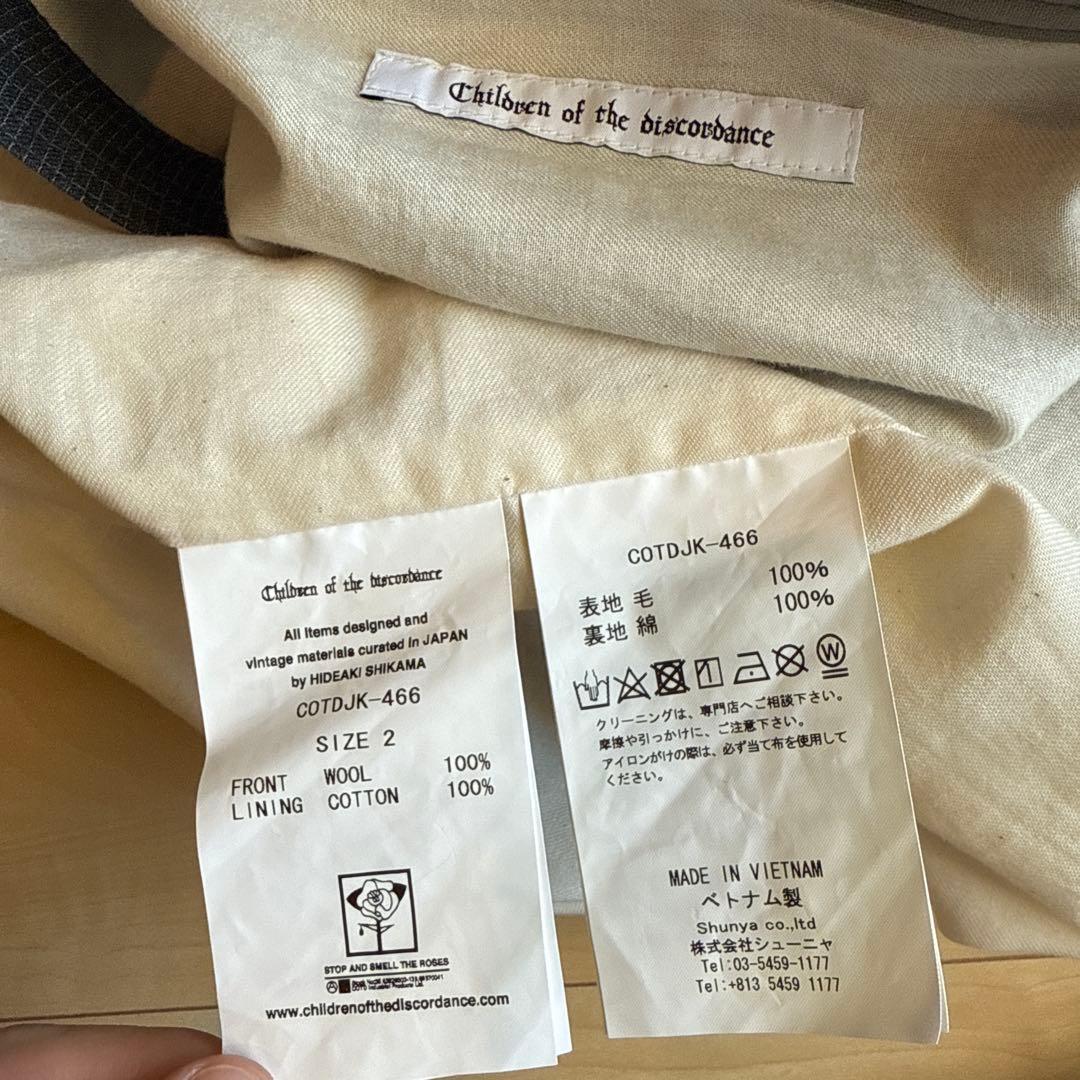 Children of the discordance
Children of the discordance
All items designed and
vintage materials curated in JAPAN
by HIDEAKI SHIKAMA
COTDJK-466
SIZE 2
FRONT WOOL 100%
LINING COTTON 100%
STOP AND SMELL THE ROSES
www.childrenofthediscordance.com
COTDJK-466
表地 毛 100%
裏地 綿 100%
W
クリーニングは、専門店へご相談下さい。
摩擦や引っかけに、ご注意下さい。
アイロンがけの際は、必ず当て布を使用して
ください。
MADE IN VIETNAM
ベトナム製
Shunya co.,ltd
株式会社シューニャ
Tel:03-5459-1177
Tel:+813 5459 1177